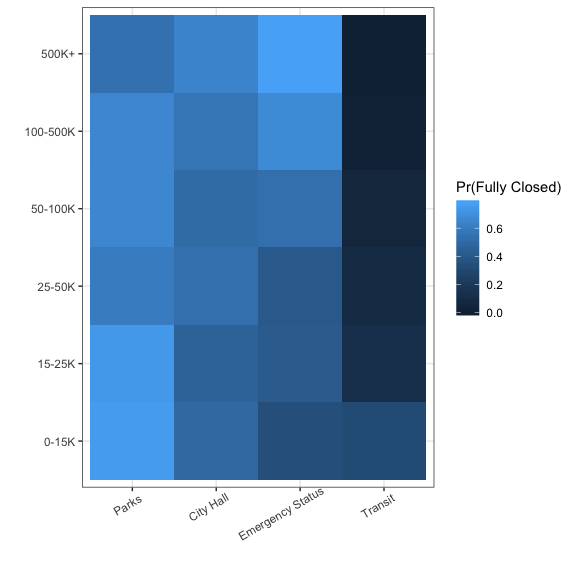 500K+
100-500K
50-100K
25-50K
15-25K
0-15K
Parks
City Hall
Emergency Status
Transit
Pr(Fully Closed)
0.6
0.4
0.2
0.0